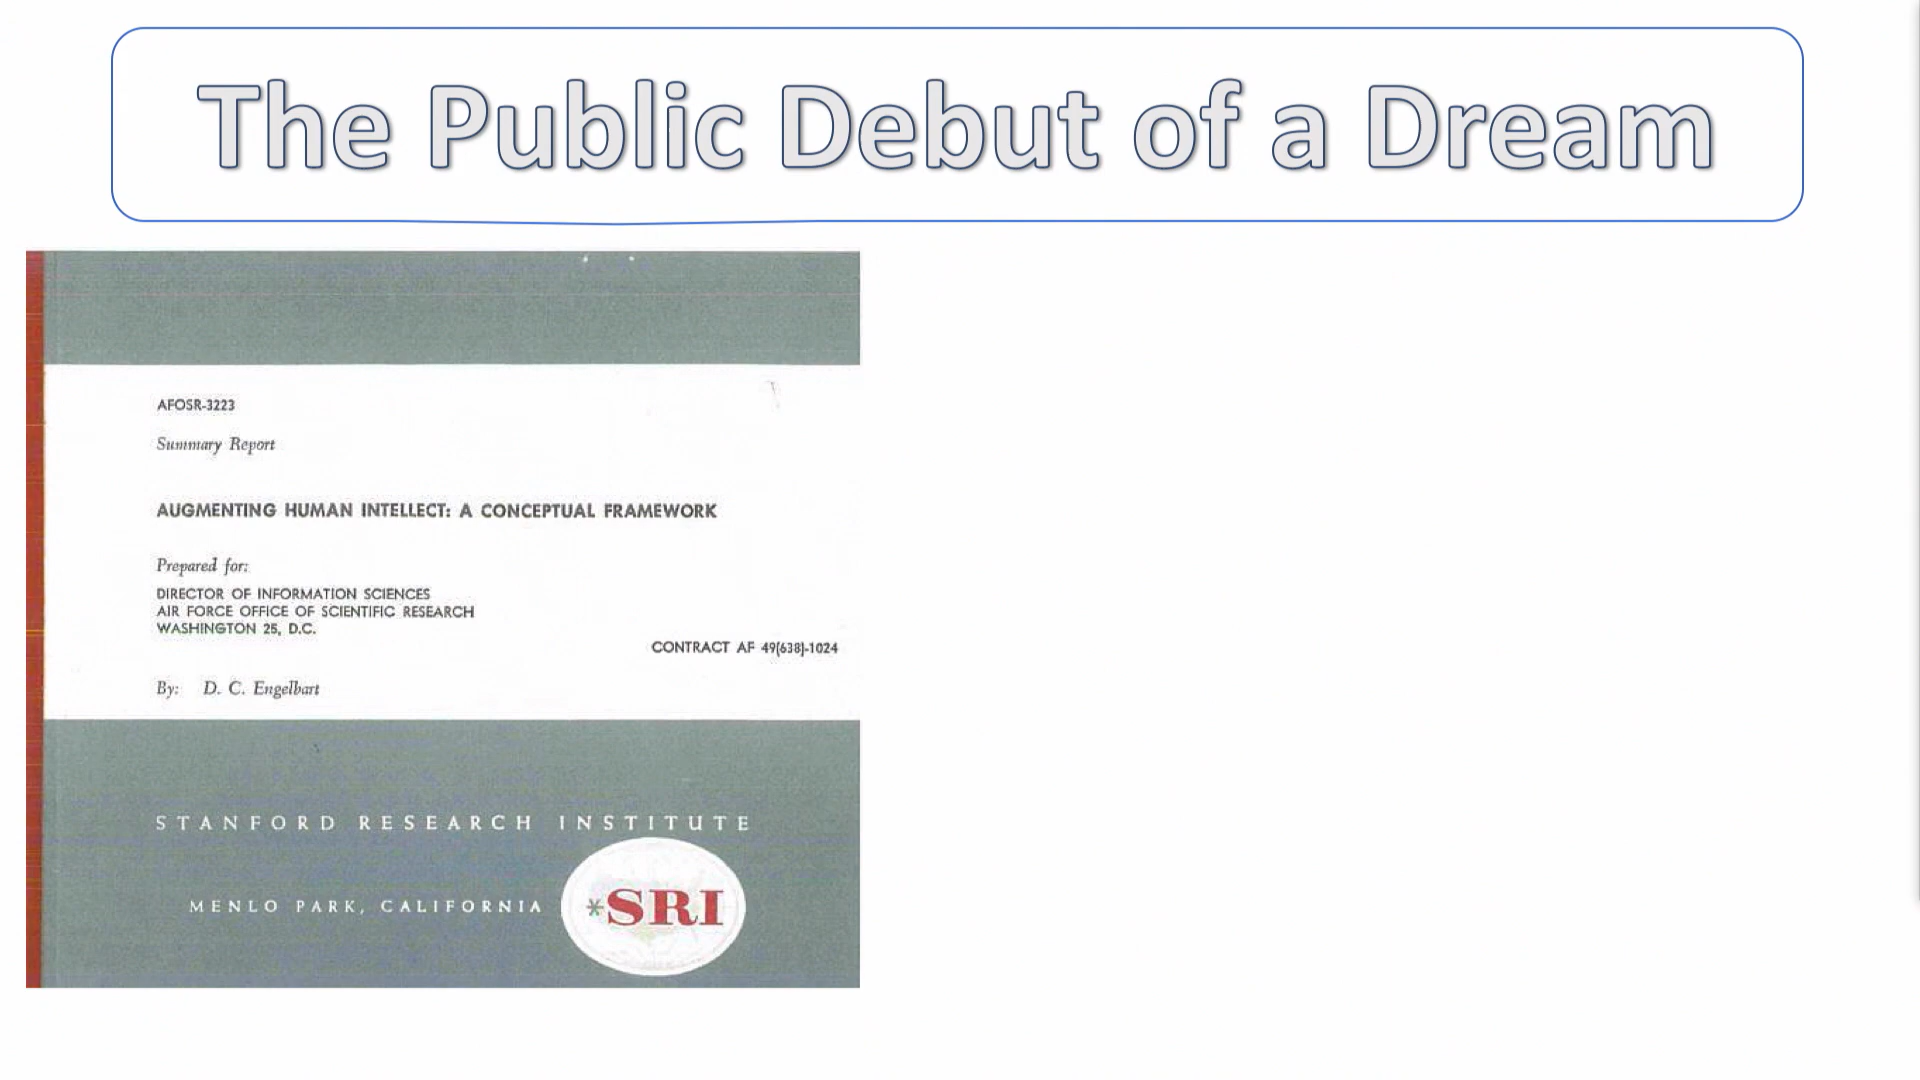 The Public Debut of a Dream
AFOSR-3223
Summary Report
AUGMENTING HUMAN INTELLECT: A CONCEPTUAL FRAMEWORK
Prepared for:
DIRECTOR OF INFORMATION SCIENCES
AIR FORCE OFFICE OF SCIENTIFIC RESEARCH
WASHINGTON 25, D.C.
CONTRACT AF 49(638)-1024
By: D. C. Engelbart
STANFORD RESEARCH INSTITUTE
MENLO PARK, CALIFORNIA
*SRI